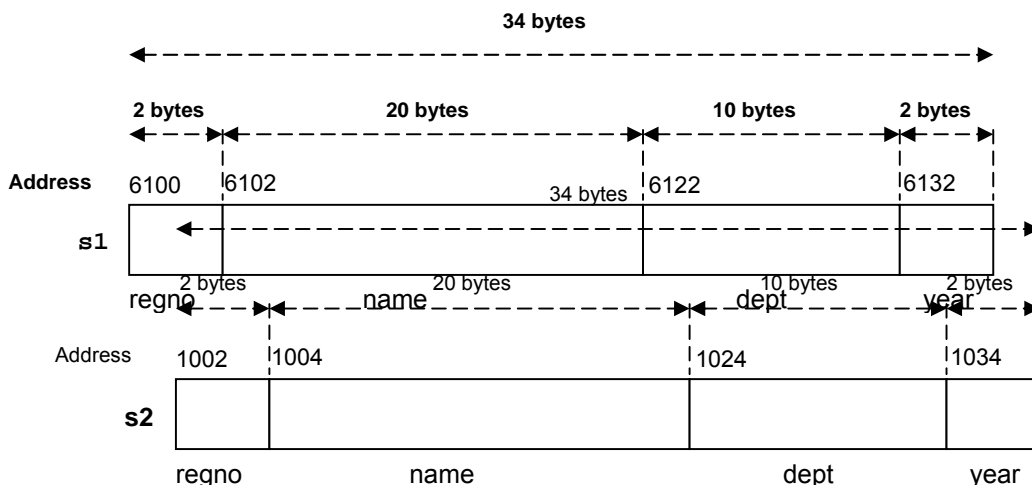 34 bytes
2 bytes 20 bytes 10 bytes 2 bytes
Address 6100 6102 6122 6132
34 bytes
s1
2 bytes 20 bytes 10 bytes 2 bytes
regno name dept year
Address 1002 1004 1024 1034
s2
regno name dept year